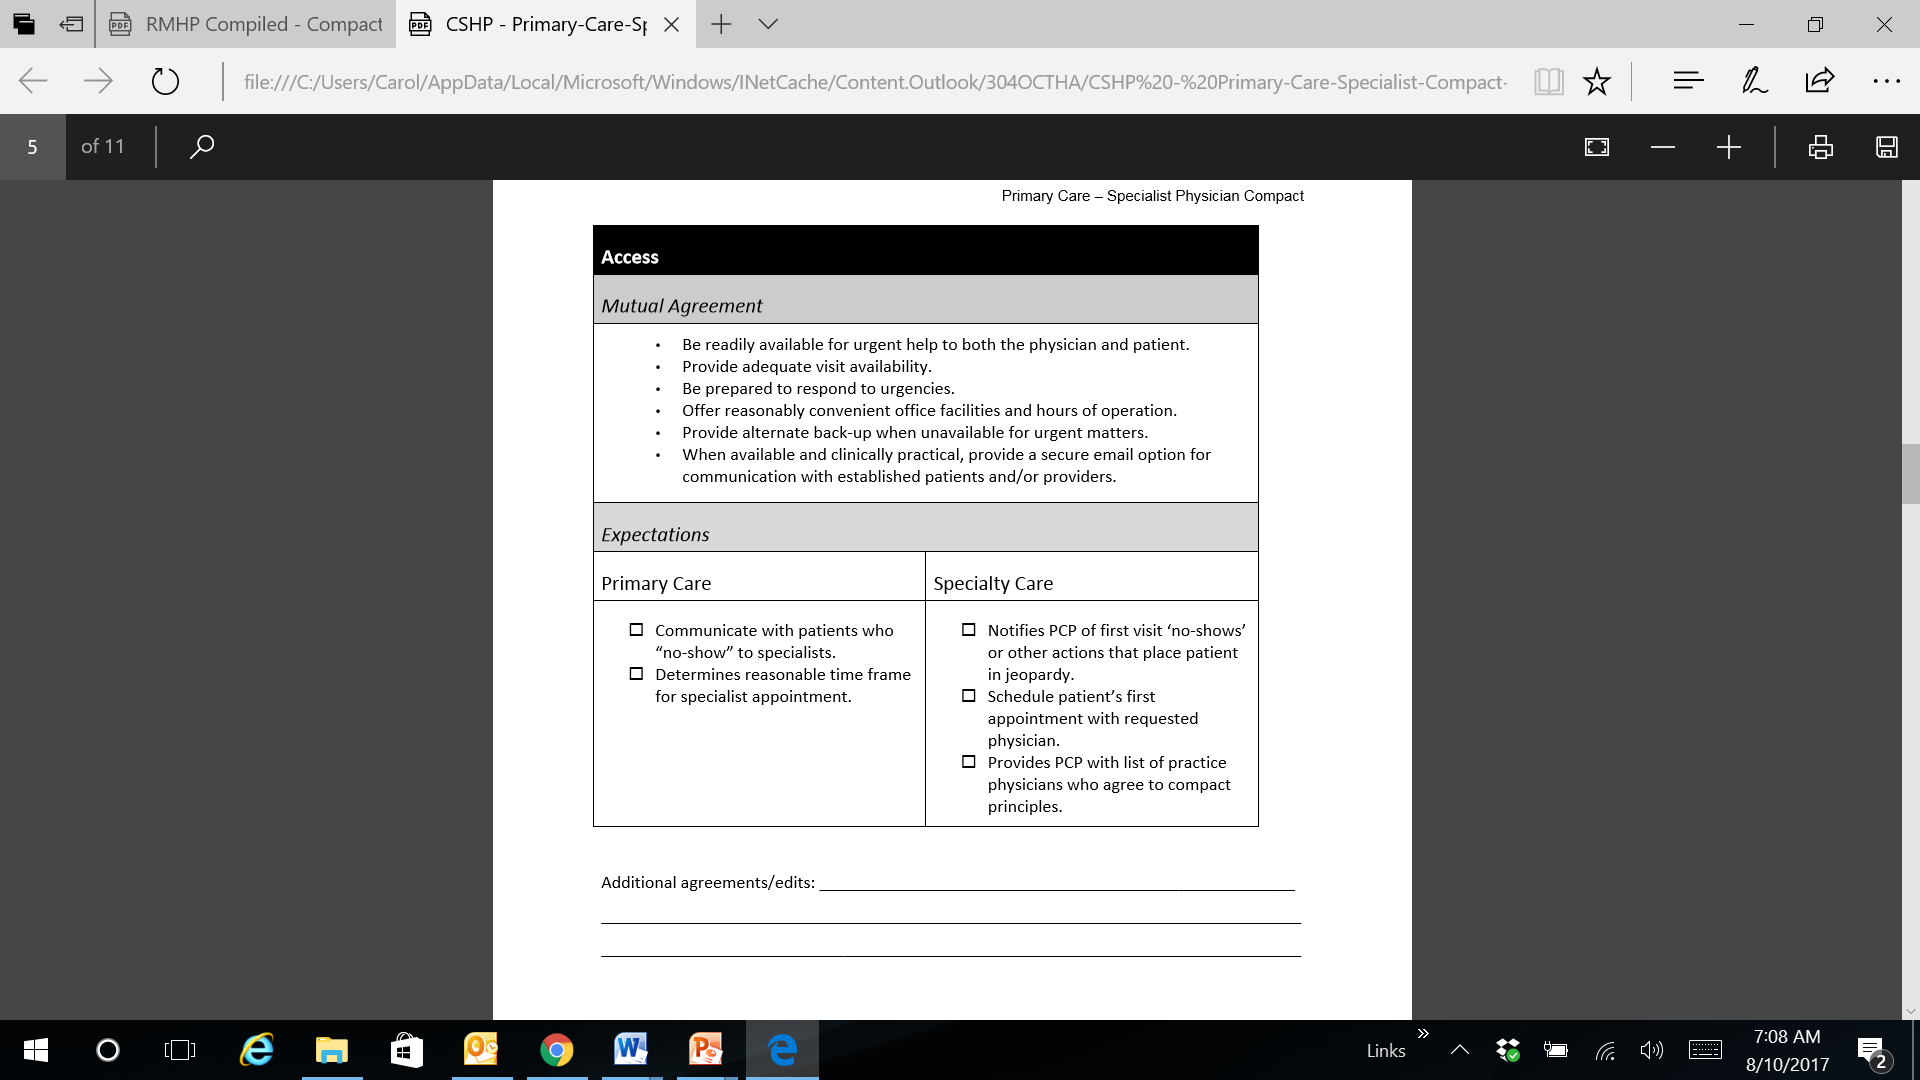 RMHP Compiled - Compact
CSHP - Primary-Care-Sp
file:///C:/Users/Carol/AppData/Local/Microsoft/Windows/INetCache/Content.Outlook/304OCTHA/CSHP%20-%20Primary-Care-Specialist-Compact-
5 of 11
Primary Care – Specialist Physician Compact
Access
Mutual Agreement
• Be readily available for urgent help to both the physician and patient.
• Provide adequate visit availability.
• Be prepared to respond to urgencies.
• Offer reasonably convenient office facilities and hours of operation.
• Provide alternate back-up when unavailable for urgent matters.
• When available and clinically practical, provide a secure email option for
communication with established patients and/or providers.
Expectations
Primary Care
☐ Communicate with patients who
“no-show” to specialists.
☐ Determines reasonable time frame
for specialist appointment.
Specialty Care
☐ Notifies PCP of first visit ‘no-shows’
or other actions that place patient
in jeopardy.
☐ Schedule patient’s first
appointment with requested
physician.
☐ Provides PCP with list of practice
physicians who agree to compact
principles.
Additional agreements/edits:
Links
7:08 AM
8/10/2017
2